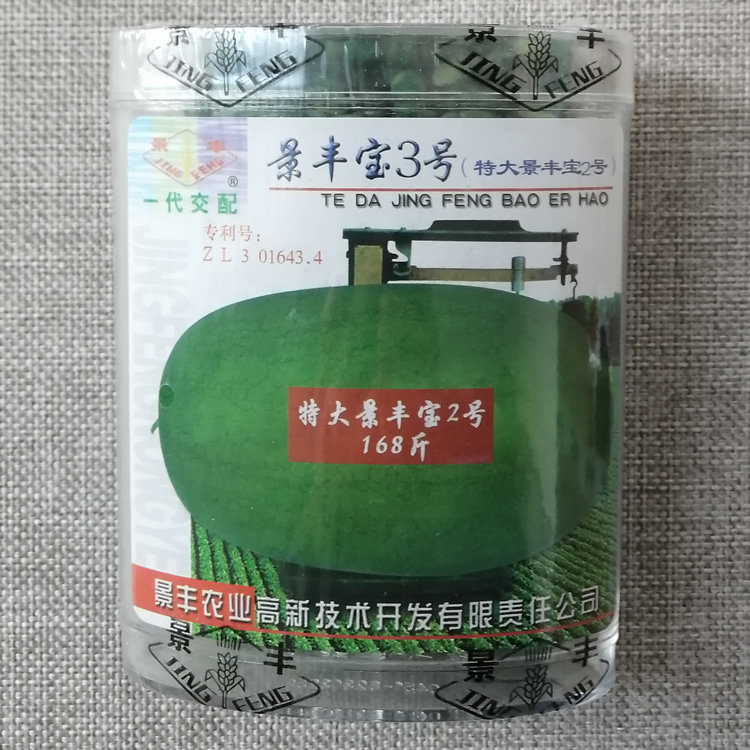 景 丰
JING FENG
景 丰
JING FENG
景 丰
JING FENG
®
一代交配
景丰宝3号(特大景丰宝2号)
TE DA JING FENG BAO ER HAO
专利号:
ZL 3 01643.4
特大景丰宝2号
168斤
景丰农业高新技术开发有限责任公司
景 丰
JING FENG
景 丰
JING FENG